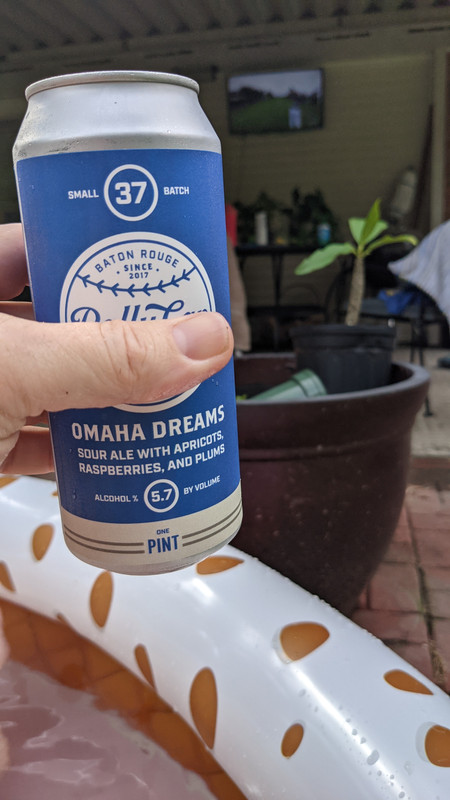 SMALL 37 BATCH
BATON ROUGE
SINCE
2017
OMAHA DREAMS
SOUR ALE WITH APRICOTS,
RASPBERRIES, AND PLUMS
ALCOHOL % 5.7 BY VOLUME
ONE
PINT